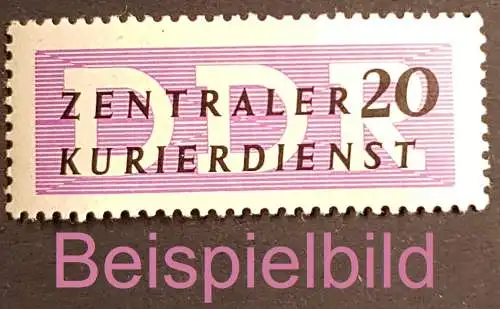 DDR
ZENTRALER 20
KURIERDIENST
Beispielbild